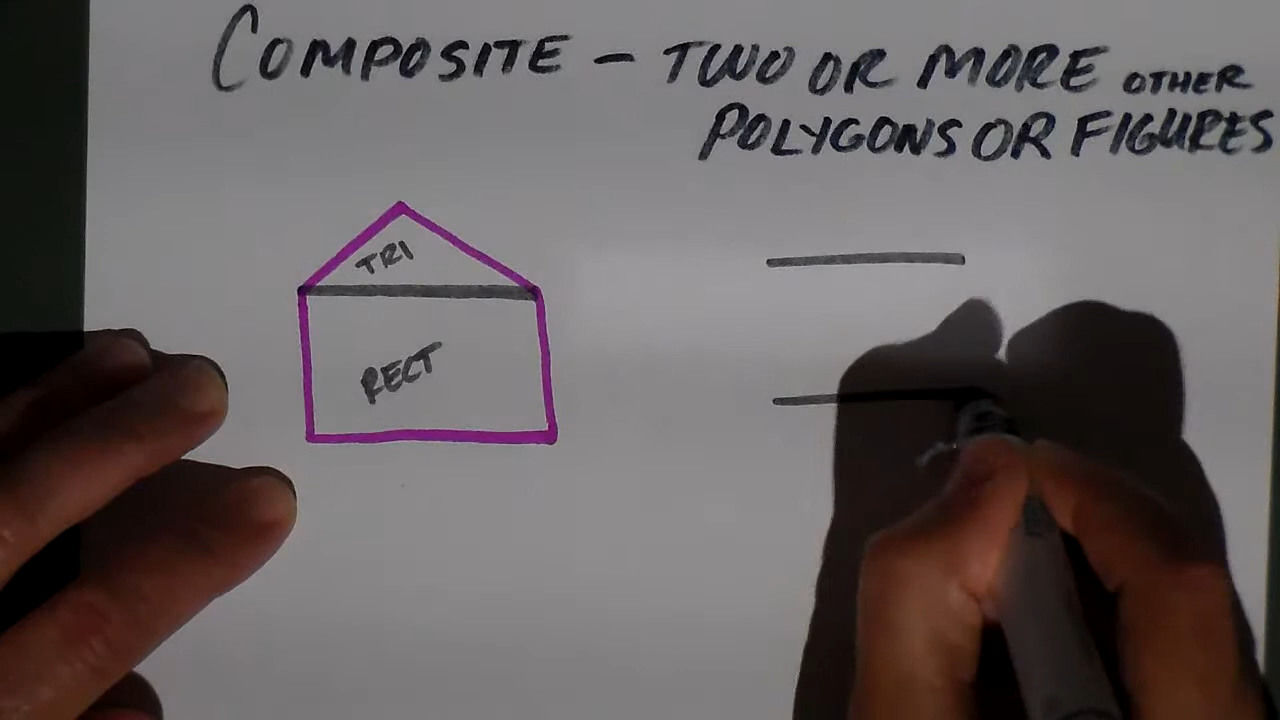 COMPOSITE - TWO OR MORE OTHER
POLYGONS OR FIGURES
TRI
RECT